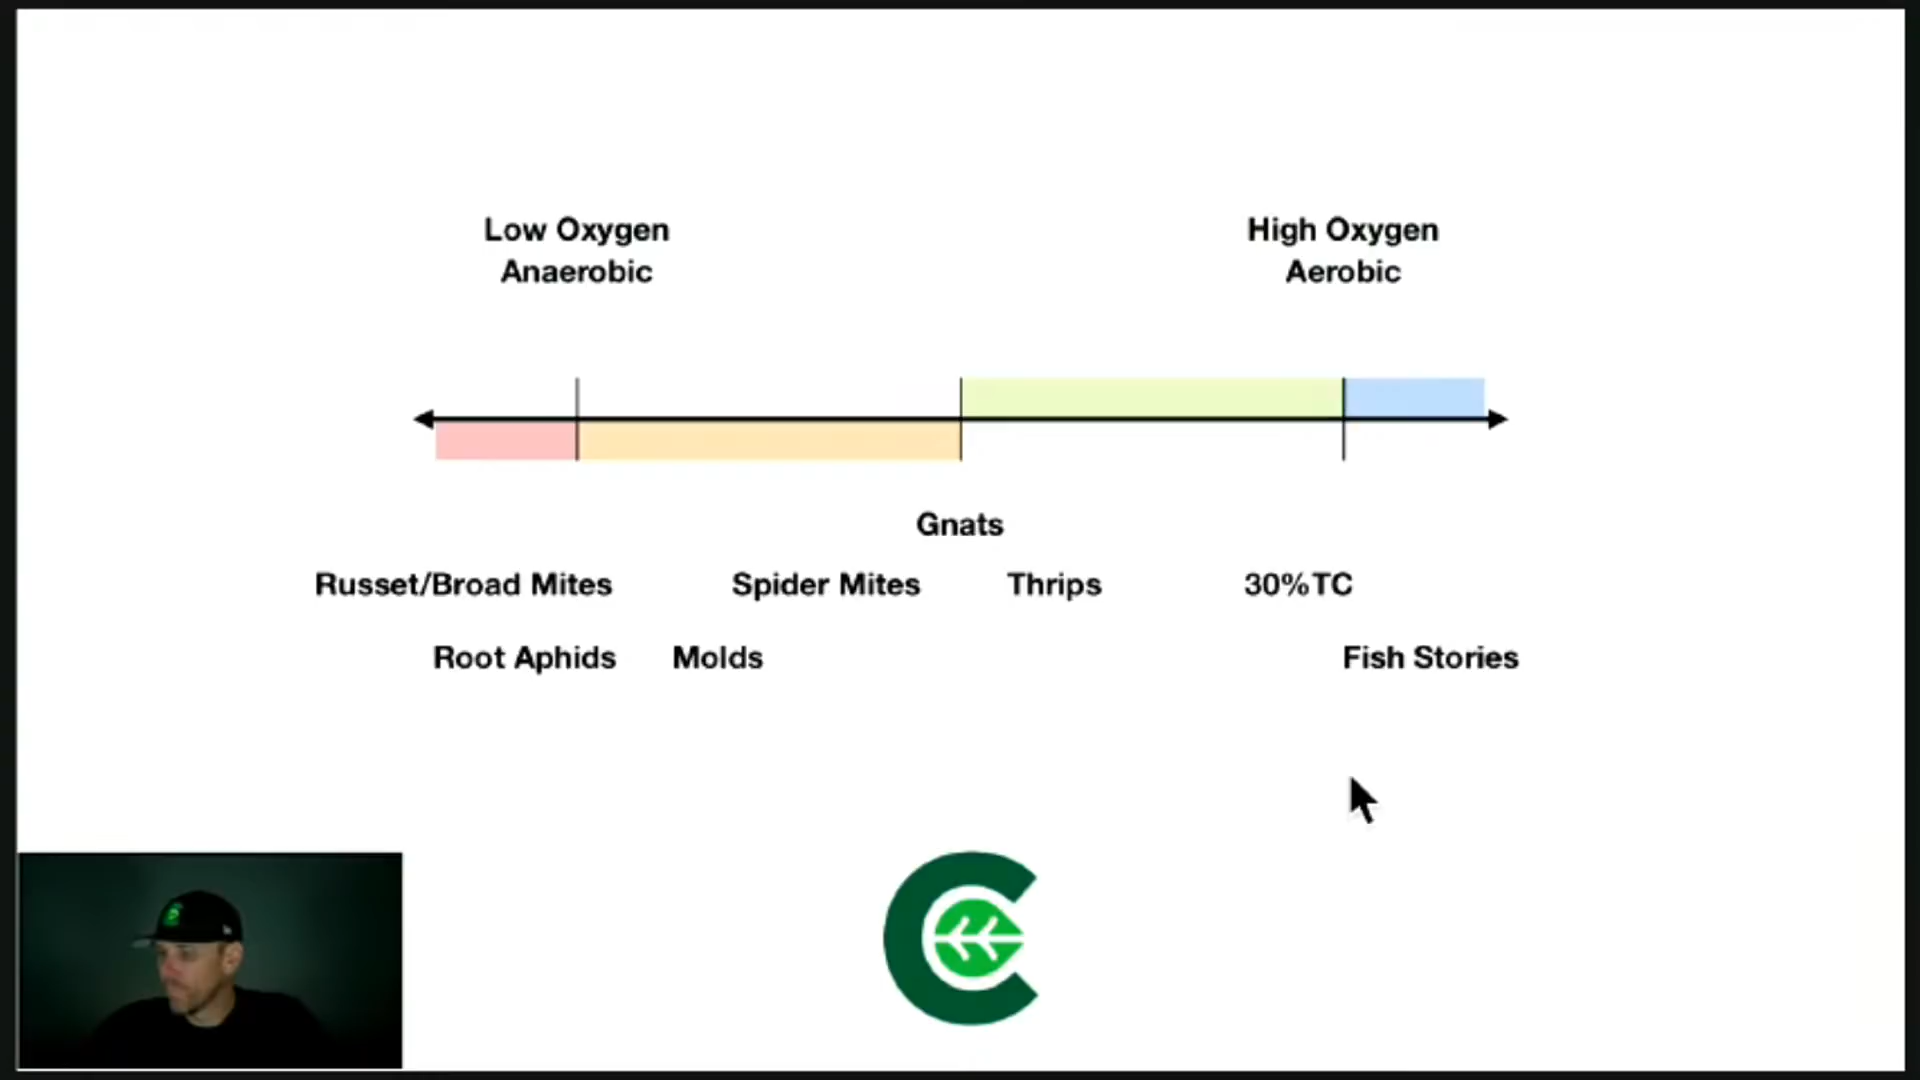 Low Oxygen
Anaerobic
High Oxygen
Aerobic
Gnats
Russet/Broad Mites
Spider Mites
Thrips
30%TC
Root Aphids
Molds
Fish Stories